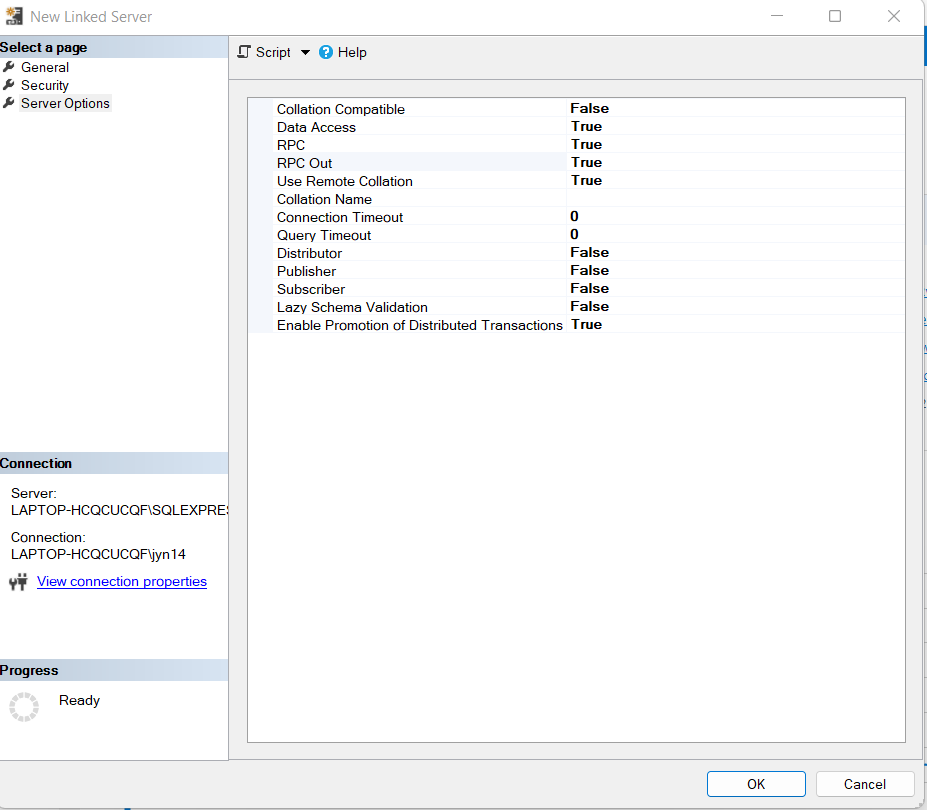 New Linked Server
Select a page
General
Security
Server Options
Script Help
Collation Compatible False
Data Access True
RPC True
RPC Out True
Use Remote Collation True
Collation Name
Connection Timeout 0
Query Timeout 0
Distributor False
Publisher False
Subscriber False
Lazy Schema Validation False
Enable Promotion of Distributed Transactions True
Connection
Server:
LAPTOP-HCQCUCQF\SQLEXPRES
Connection:
LAPTOP-HCQCUCQF\jyn14
View connection properties
Progress
Ready
OK Cancel